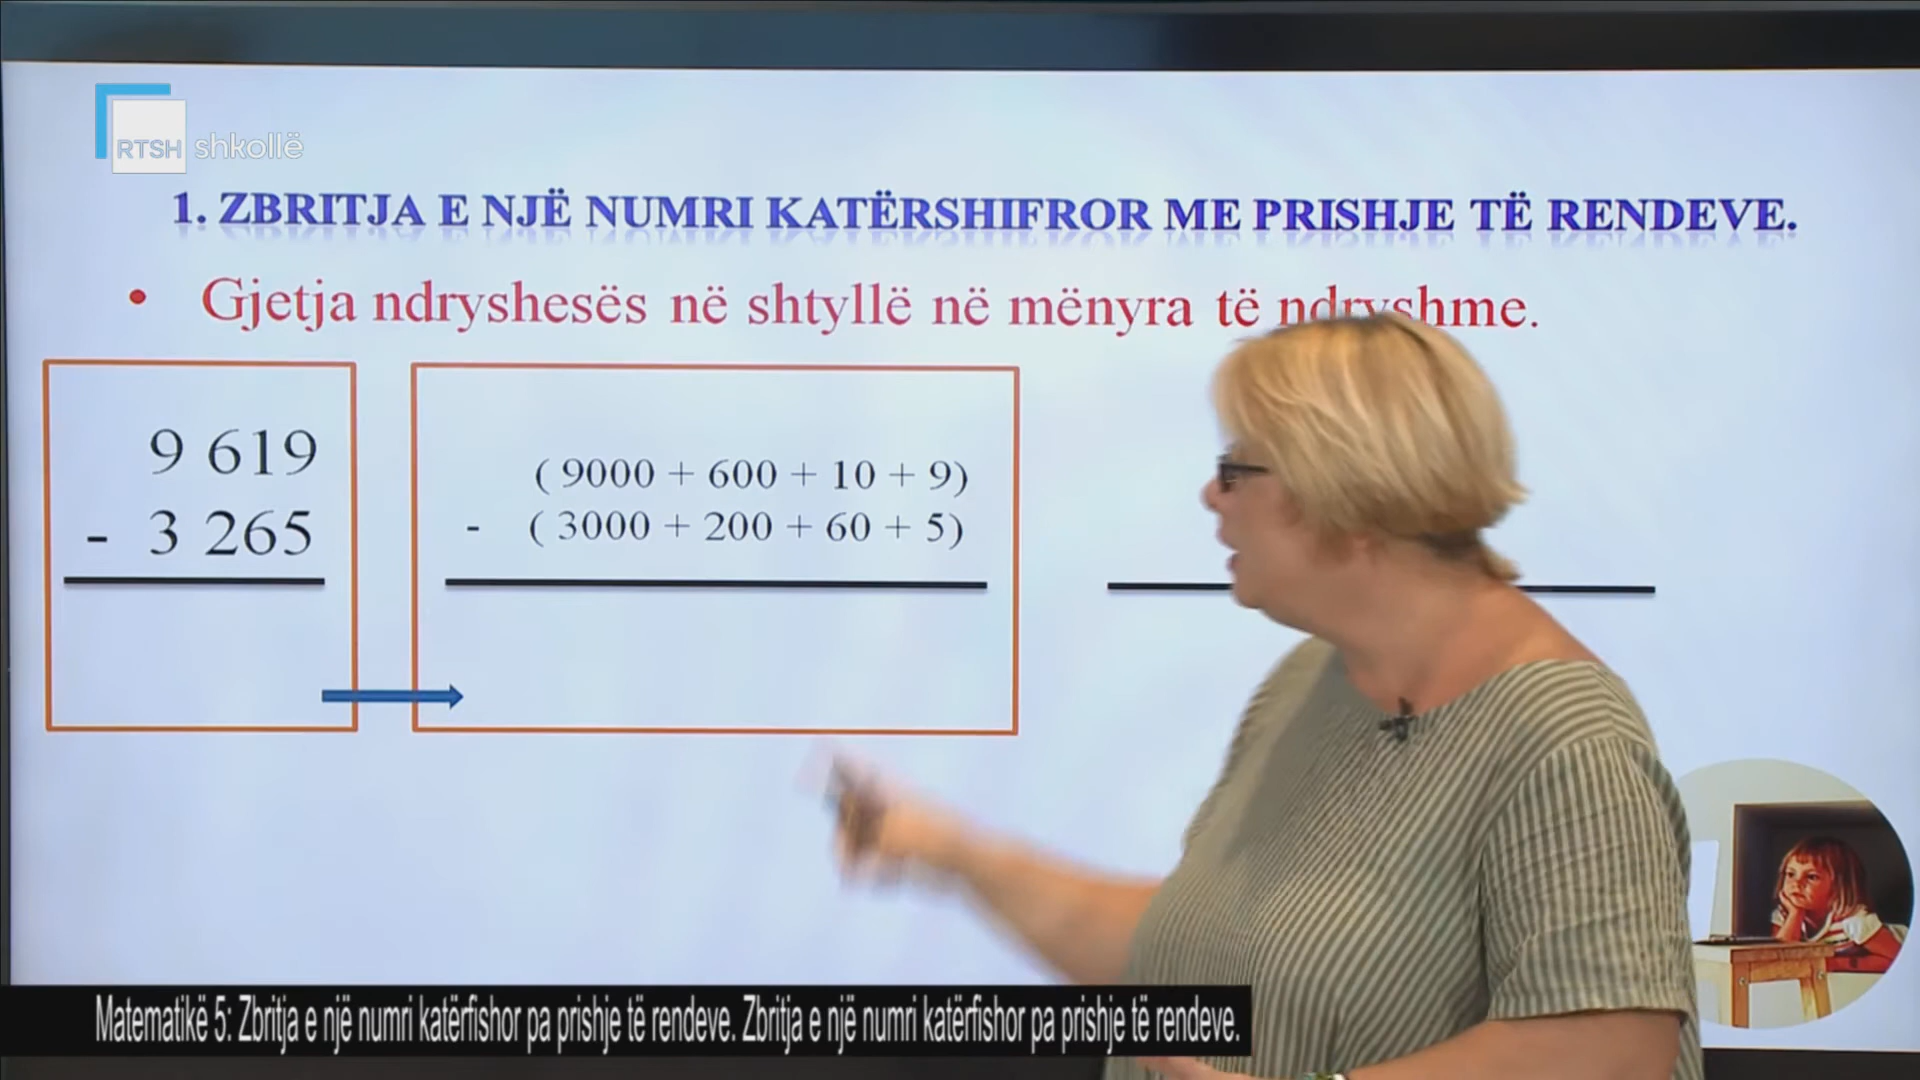 RTSH shkollë
1. ZBRITJA E NJË NUMRI KATËRSHIFROR ME PRISHJE TË RENDEVE.
• Gjetja ndryshesës në shtyllë në mënyra të ndryshme.
9 619
- 3 265
( 9000 + 600 + 10 + 9)
- ( 3000 + 200 + 60 + 5)
Matematikë 5: Zbritja e një numri katërfishor pa prishje të rendeve. Zbritja e një numri katërfishor pa prishje të rendeve.